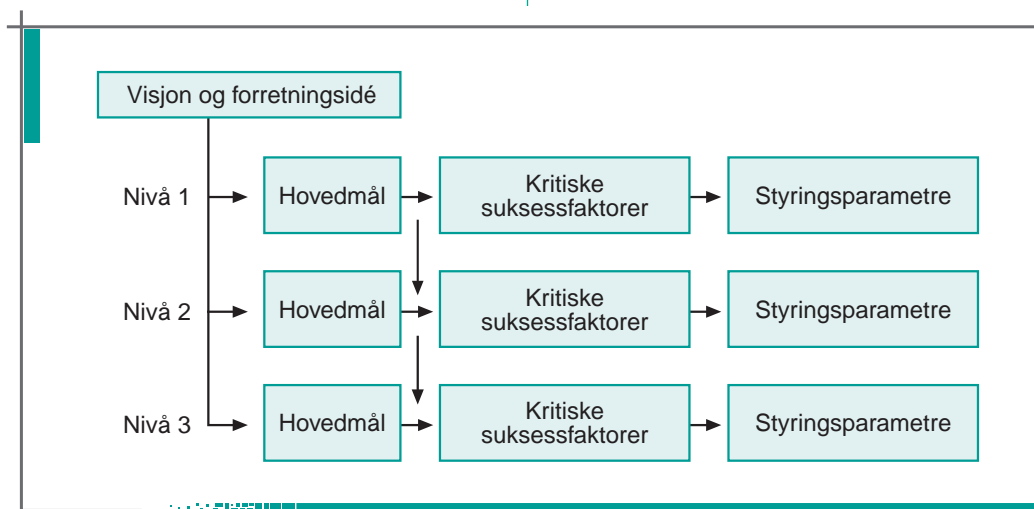 Visjon og forretningsidé
Nivå 1
Hovedmål
Kritiske
suksessfaktorer
Styringsparametre
Nivå 2
Hovedmål
Kritiske
suksessfaktorer
Styringsparametre
Nivå 3
Hovedmål
Kritiske
suksessfaktorer
Styringsparametre